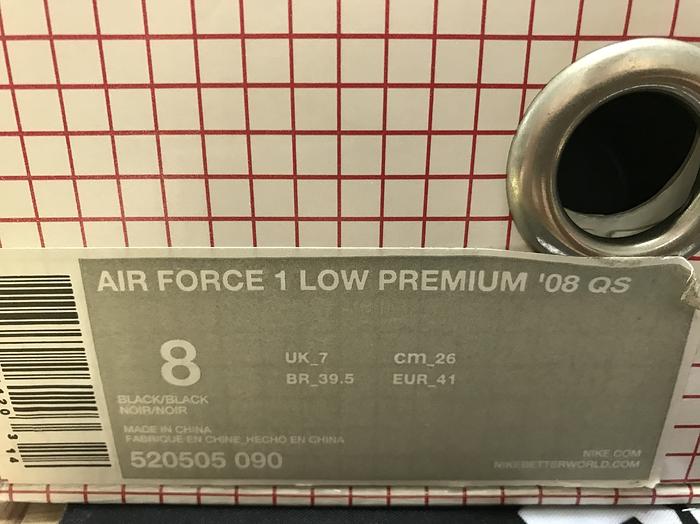 AIR FORCE 1 LOW PREMIUM '08 QS
8
UK_7 cm_26
BR_39.5 EUR_41
BLACK/BLACK
NOIR/NOIR
MADE IN CHINA
FABRIQUE EN CHINE_HECHO EN CHINA
520505 090
NIKE.COM
NIKEBETTERWORLD.COM